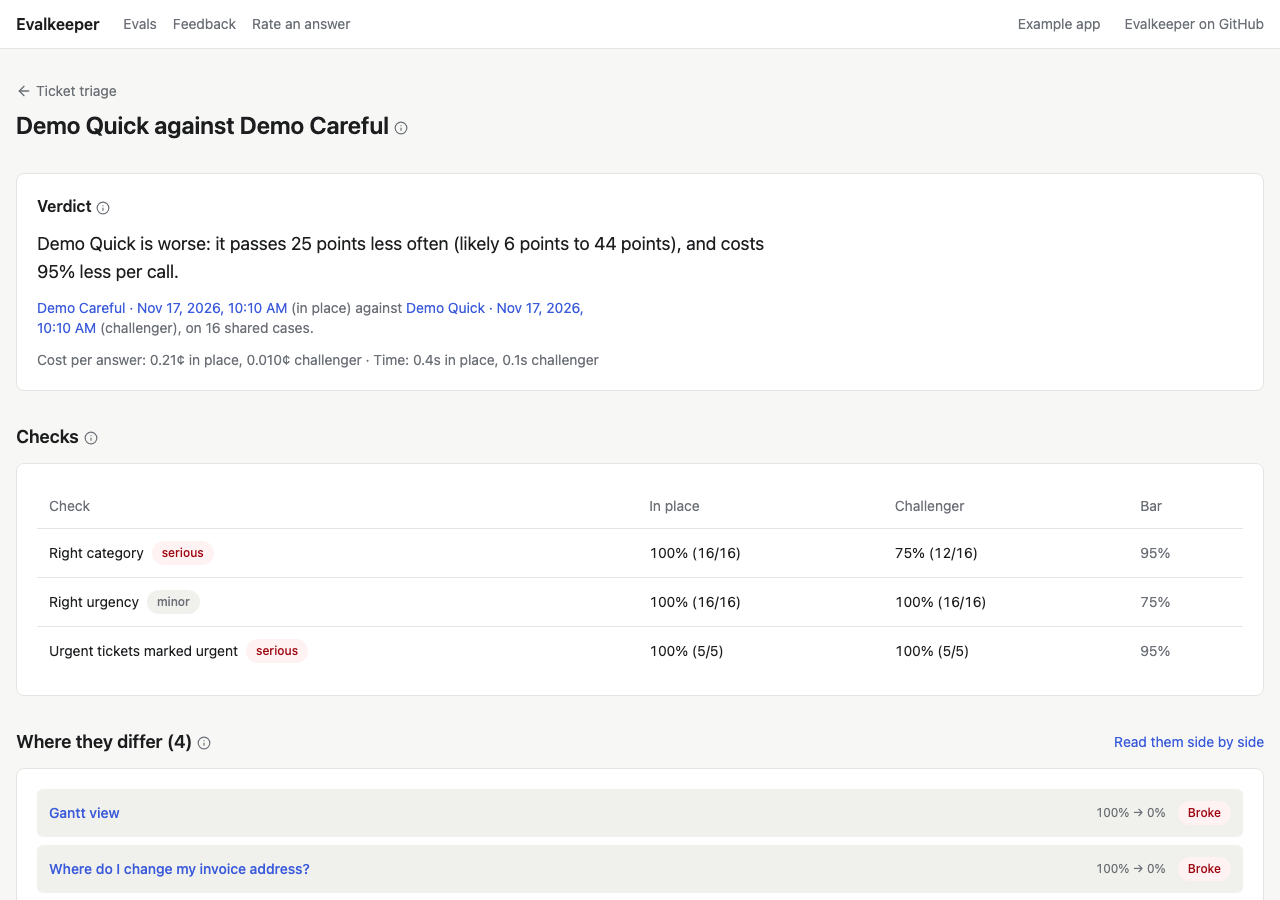 Evalkeeper Evals Feedback Rate an answer Example app Evalkeeper on GitHub
← Ticket triage
Demo Quick against Demo Careful
Verdict
Demo Quick is worse: it passes 25 points less often (likely 6 points to 44 points), and costs
95% less per call.
Demo Careful · Nov 17, 2026, 10:10 AM (in place) against Demo Quick · Nov 17, 2026,
10:10 AM (challenger), on 16 shared cases.
Cost per answer: 0.21¢ in place, 0.010¢ challenger · Time: 0.4s in place, 0.1s challenger
Checks
Check In place Challenger Bar
Right category serious 100% (16/16) 75% (12/16) 95%
Right urgency minor 100% (16/16) 100% (16/16) 75%
Urgent tickets marked urgent serious 100% (5/5) 100% (5/5) 95%
Where they differ (4) Read them side by side
Gantt view 100% → 0% Broke
Where do I change my invoice address? 100% → 0% Broke